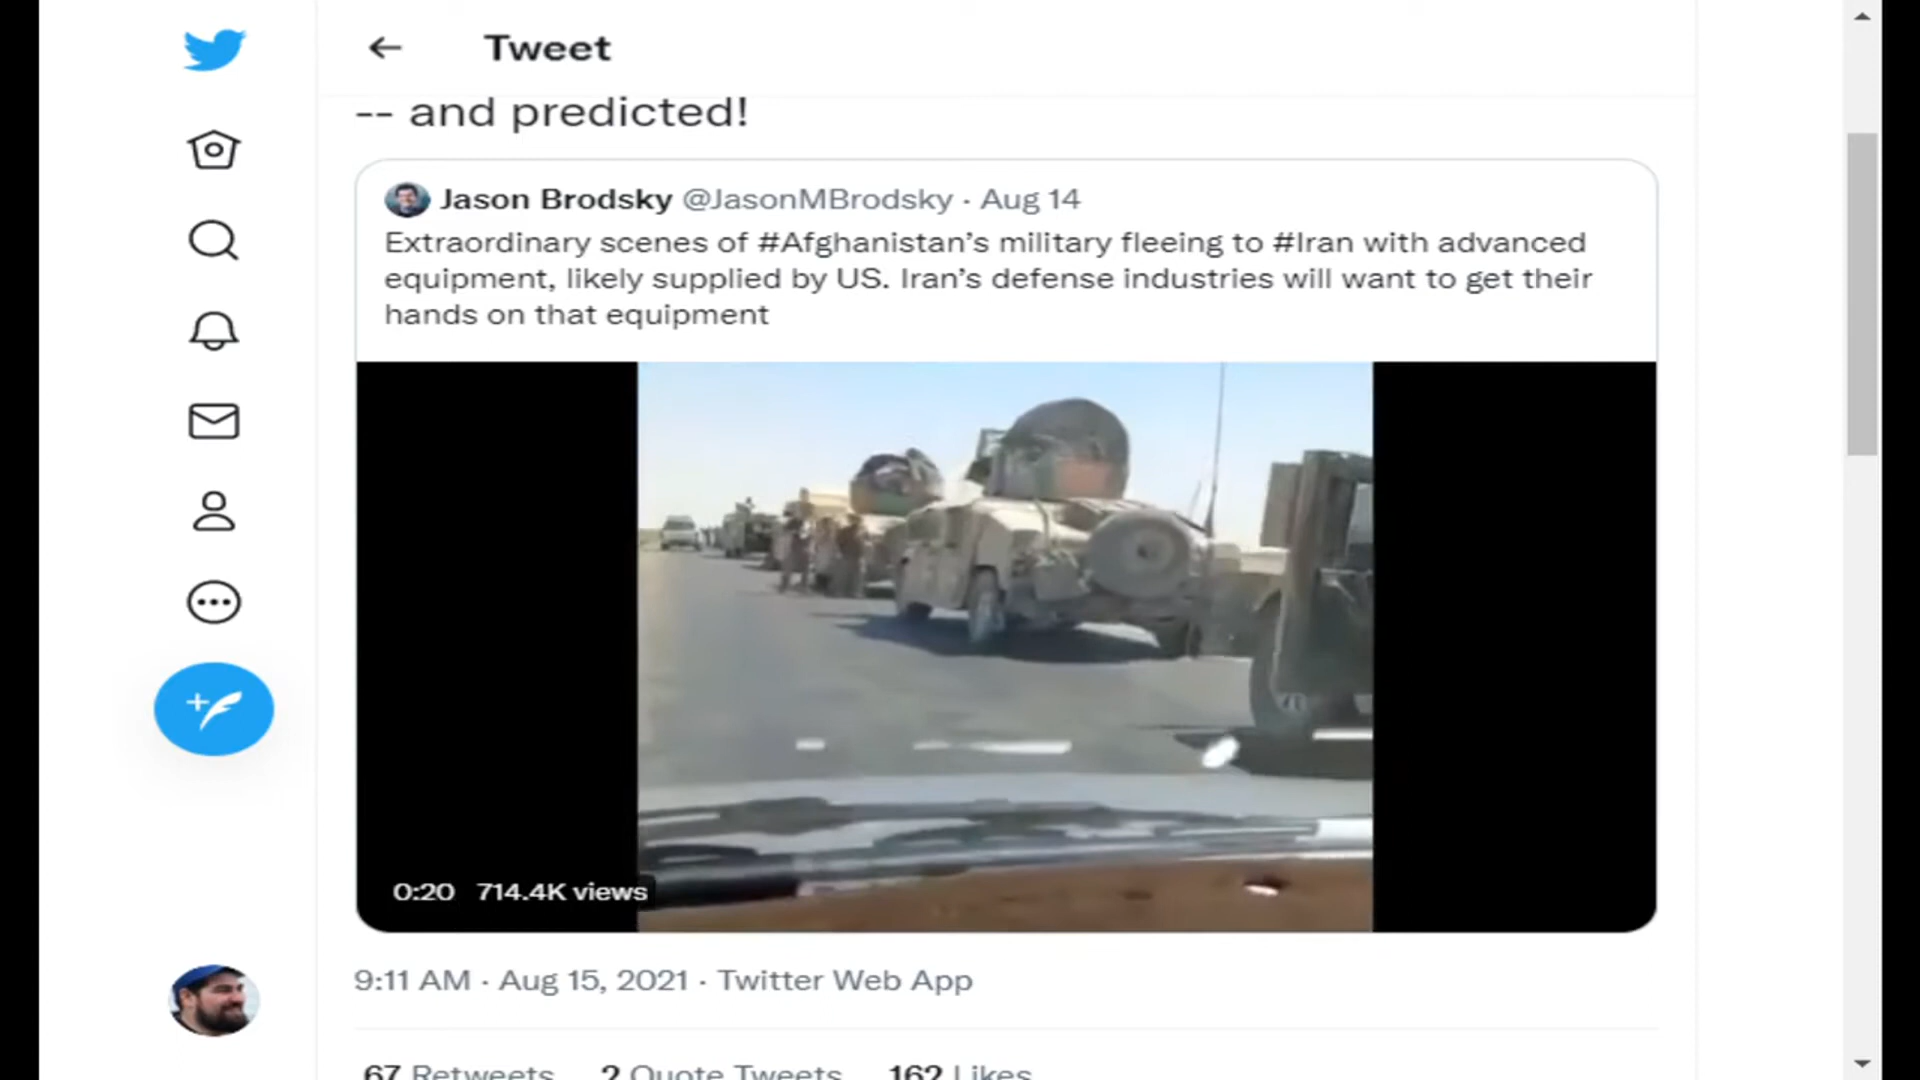 Tweet
-- and predicted!
Jason Brodsky @JasonMBrodsky · Aug 14
Extraordinary scenes of #Afghanistan's military fleeing to #Iran with advanced
equipment, likely supplied by US. Iran's defense industries will want to get their
hands on that equipment
0:20 714.4K views
9:11 AM · Aug 15, 2021 · Twitter Web App
67 Retweets 2 Quote Tweets 162 Likes